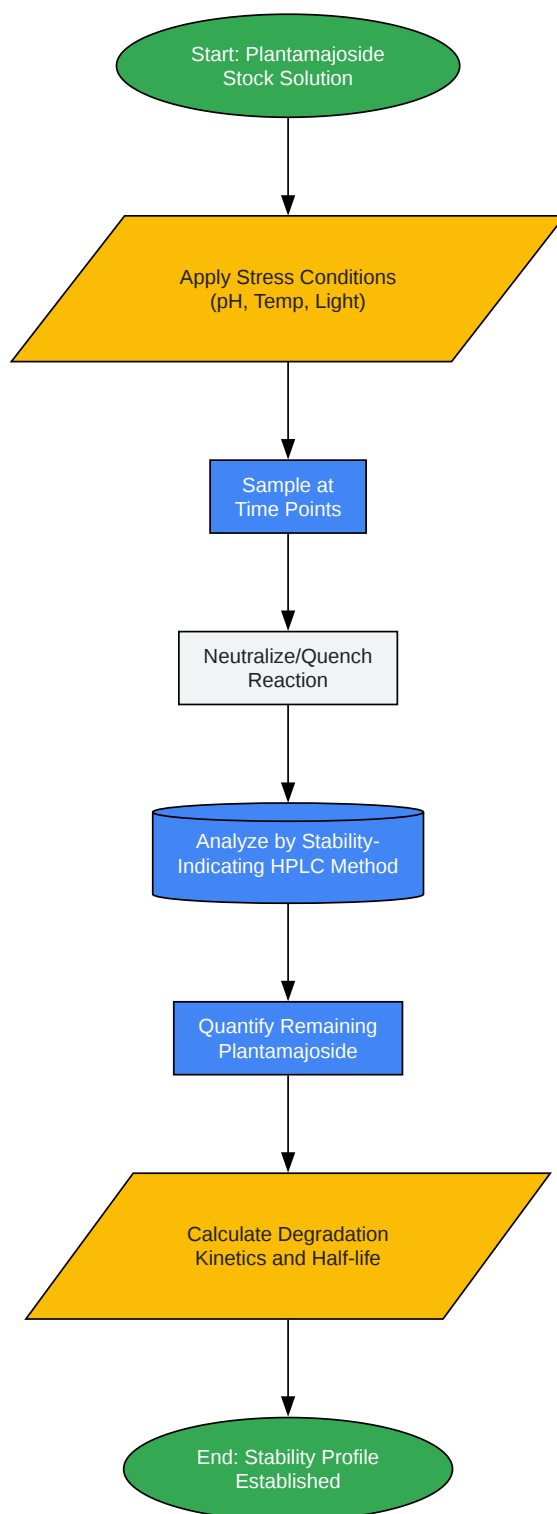 Start: Plantamajoside
Stock Solution
Apply Stress Conditions
(pH, Temp, Light)
Sample at
Time Points
Neutralize/Quench
Reaction
Analyze by Stability-
Indicating HPLC Method
Quantify Remaining
Plantamajoside
Calculate Degradation
Kinetics and Half-life
End: Stability Profile
Established